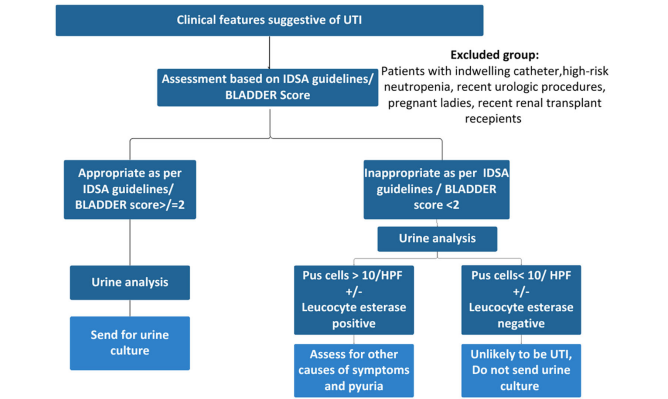 Clinical features suggestive of UTI
Excluded group:
Patients with indwelling catheter,high-risk
neutropenia, recent urologic procedures,
pregnant ladies, recent renal transplant
recepients
Assessment based on IDSA guidelines/
BLADDER Score
Appropriate as per
IDSA guidelines/
BLADDER score>/=2
Inappropriate as per IDSA
guidelines / BLADDER
score <2
Urine analysis
Urine analysis
Pus cells > 10/HPF
+/-
Leucocyte esterase
positive
Pus cells< 10/ HPF
+/-
Leucocyte esterase
negative
Send for urine
culture
Assess for other
causes of symptoms
and pyuria
Unlikely to be UTI,
Do not send urine
culture